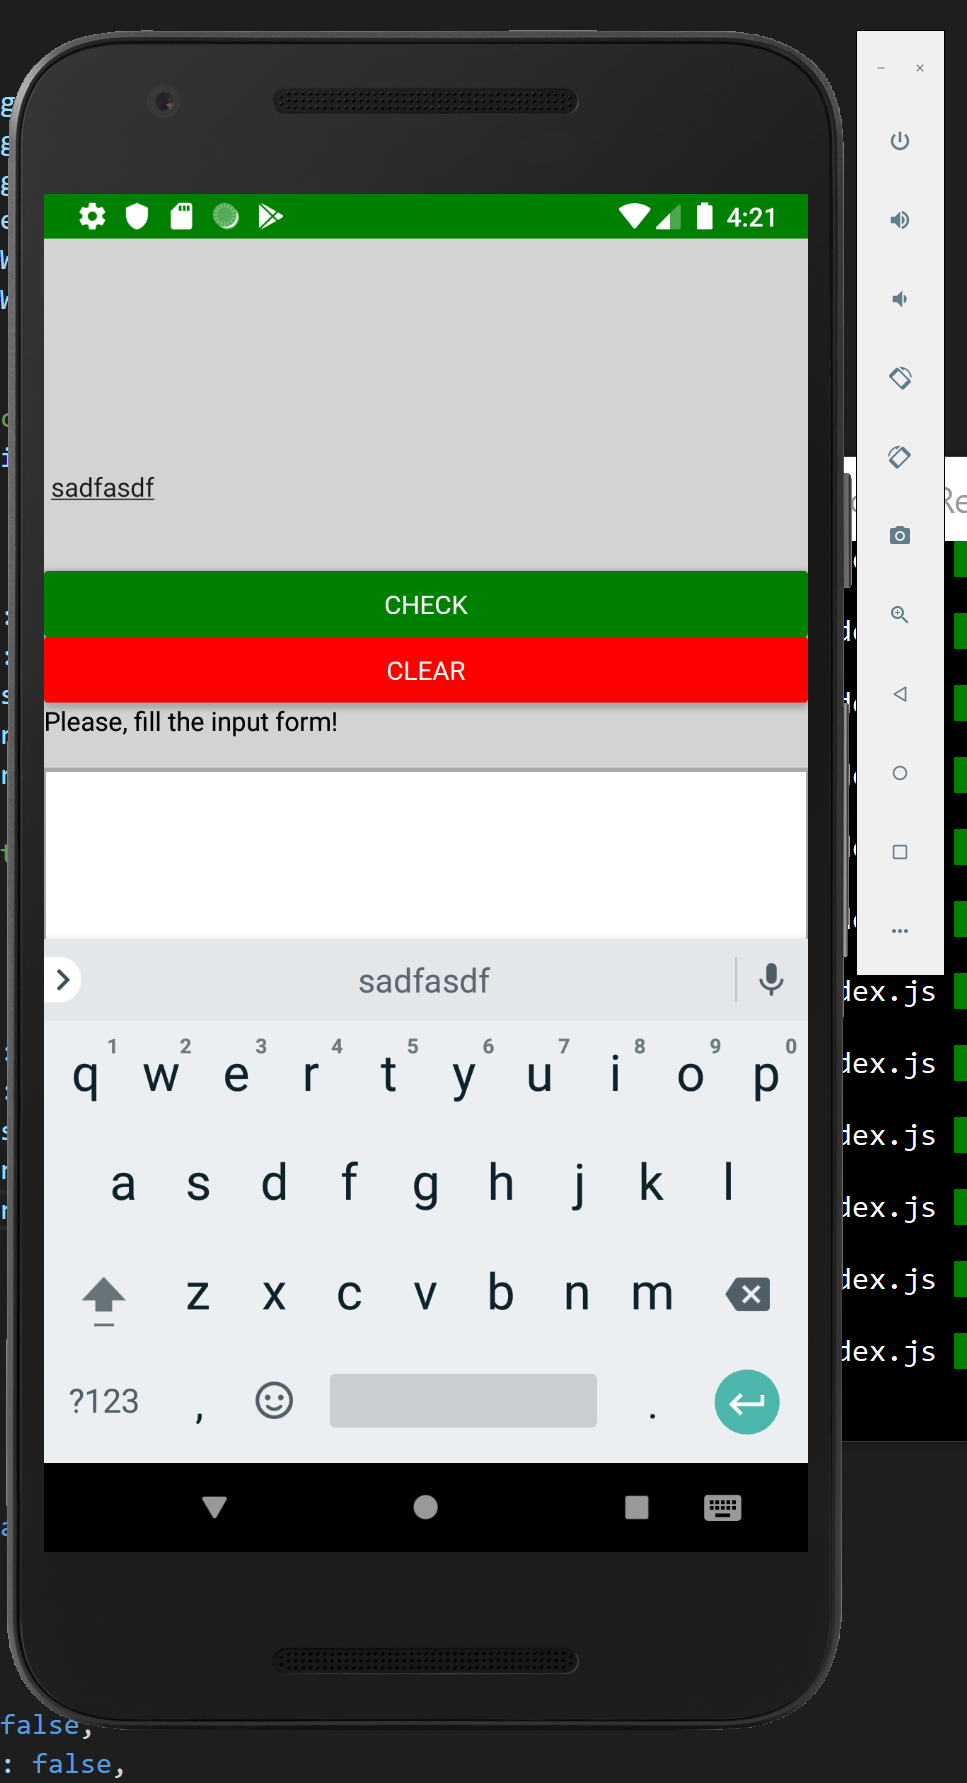 4:21
sadfasdf
CHECK
CLEAR
Please, fill the input form!
sadfasdf
1 2 3 4 5 6 7 8 9 0
q w e r t y u i o p
a s d f g h j k l
z x c v b n m
?123 , .
dex.js
dex.js
dex.js
dex.js
dex.js
dex.js
false,
: false,